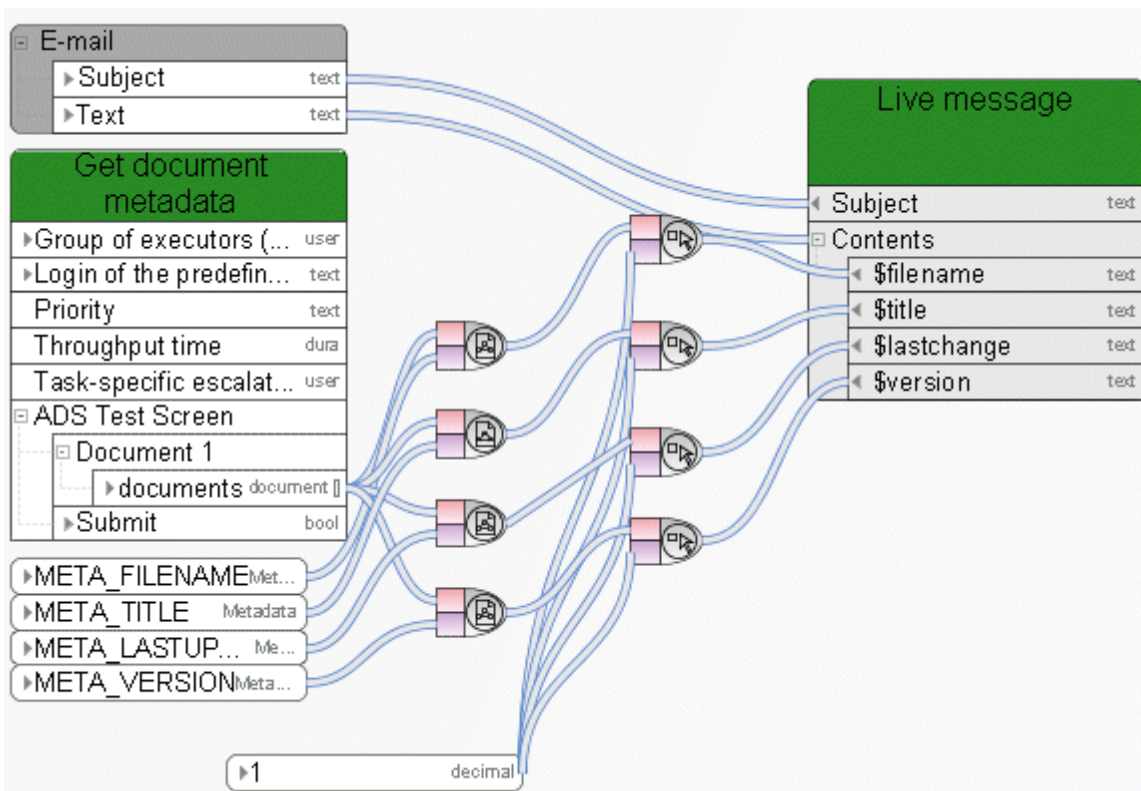 E-mail
Subject text
Text text
Get document
metadata
Group of executors (... user
Login of the predefin... text
Priority text
Throughput time dura
Task-specific escalat... user
ADS Test Screen
Document 1
documents document []
Submit bool
META_FILENAME Met...
META_TITLE Metadata
META_LASTUP... Me...
META_VERSION Meta...
1 decimal
Live message
Subject text
Contents
$filename text
$title text
$lastchange text
$version text